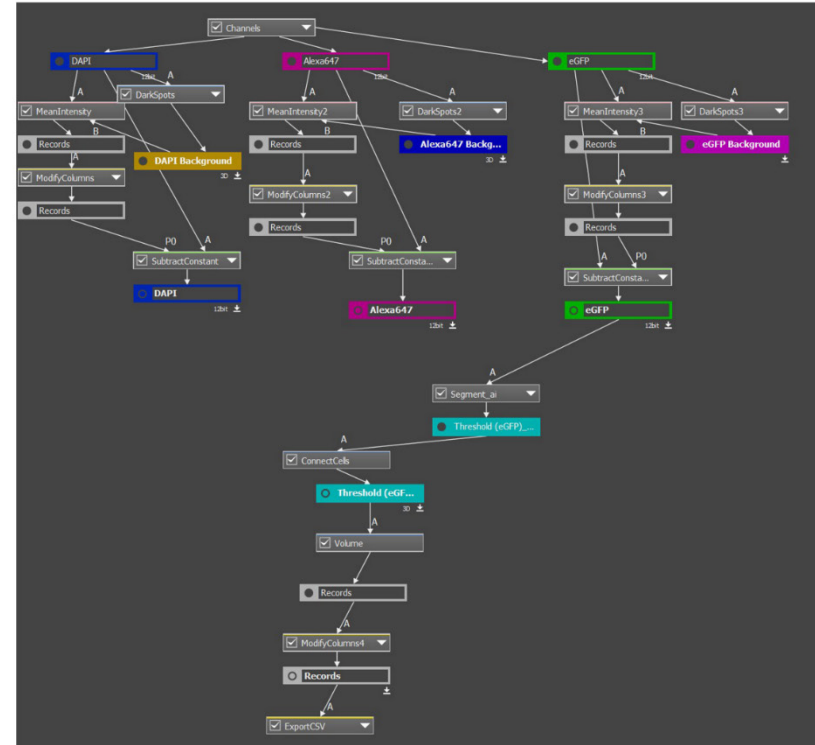 Channels
DAPI
Alexa647
eGFP
12bit
12bit
12bit
A
A
A
A
A
A
DarkSpots
MeanIntensity
MeanIntensity2
DarkSpots2
MeanIntensity3
DarkSpots3
B
B
B
Records
Records
Alexa647 Backg...
Records
eGFP Background
DAPI Background
3D
3D
A
A
A
ModifyColumns
ModifyColumns2
ModifyColumns3
Records
Records
Records
P0
A
P0
A
A
P0
SubtractConstant
SubtractConsta...
SubtractConsta...
DAPI
Alexa647
eGFP
12bit
12bit
12bit
A
Segment_ai
Threshold (eGFP)_...
A
ConnectCells
Threshold (eGF...
3D
A
Volume
Records
A
ModifyColumns4
Records
A
ExportCSV